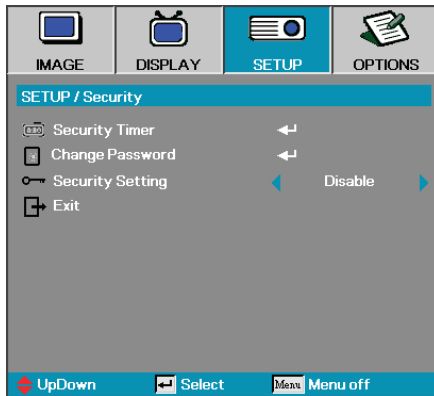 IMAGE DISPLAY SETUP OPTIONS
SETUP / Security
Security Timer
Change Password
Security Setting Disable
Exit
UpDown Select Menu Menu off